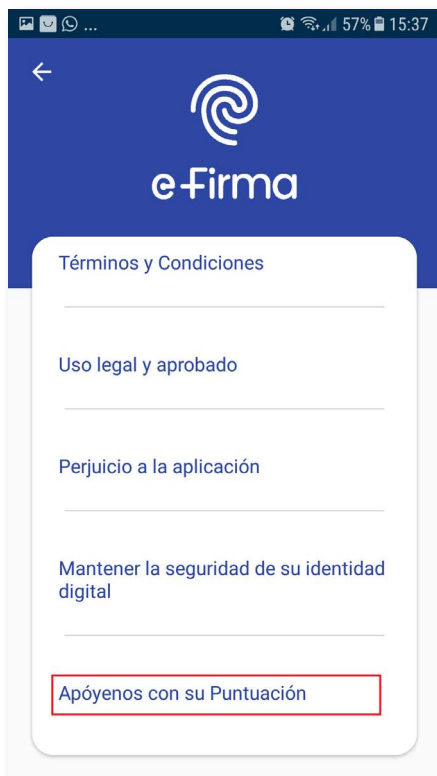 ... 57% 15:37
e-Firma
Términos y Condiciones
Uso legal y aprobado
Perjuicio a la aplicación
Mantener la seguridad de su identidad
digital
Apóyenos con su Puntuación